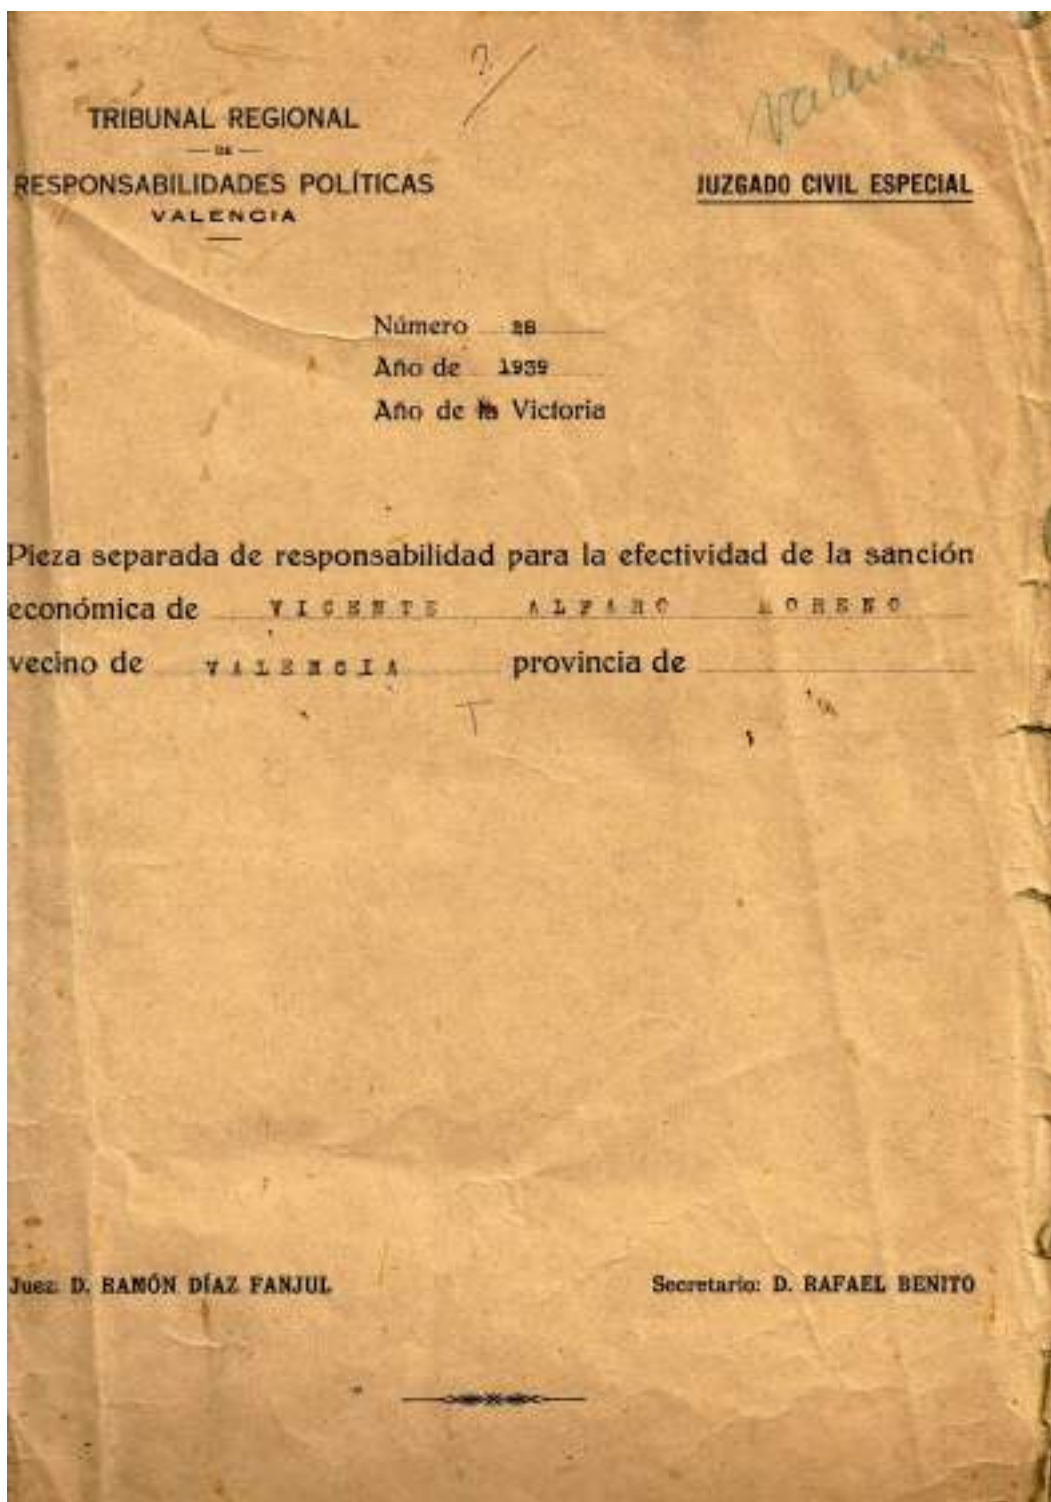 ?/
Valencia
TRIBUNAL REGIONAL
DE
RESPONSABILIDADES POLÍTICAS
VALENCIA
JUZGADO CIVIL ESPECIAL
Número 28
Año de 1939
Año de la Victoria
Pieza separada de responsabilidad para la efectividad de la sanción
económica de VICENTE ALFARO MORENO
vecino de VALENCIA provincia de
T
Juez: D. RAMÓN DÍAZ FANJUL
Secretario: D. RAFAEL BENITO